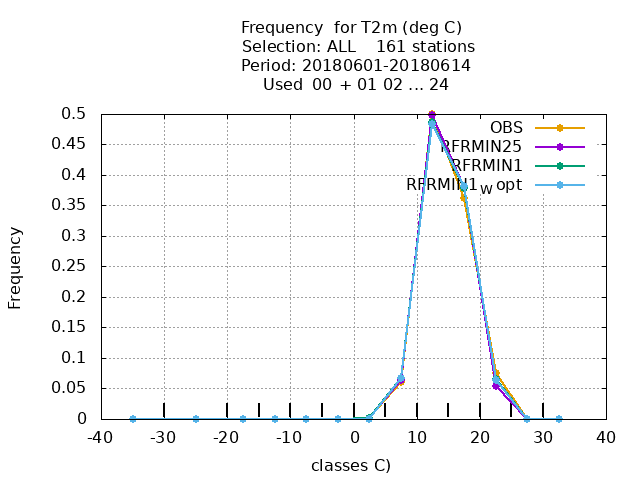 Frequency  for T2m (deg C)
Selection: ALL    161 stations
Period: 20180601-20180614
Used  00 + 01 02 ... 24
0.5
0.45
0.4
0.35
0.3
0.25
0.2
0.15
0.1
0.05
0
Frequency
OBS
RFRMIN25
RFRMIN1
RFRMIN1w opt
-40 -30 -20 -10 0 10 20 30 40
classes C)